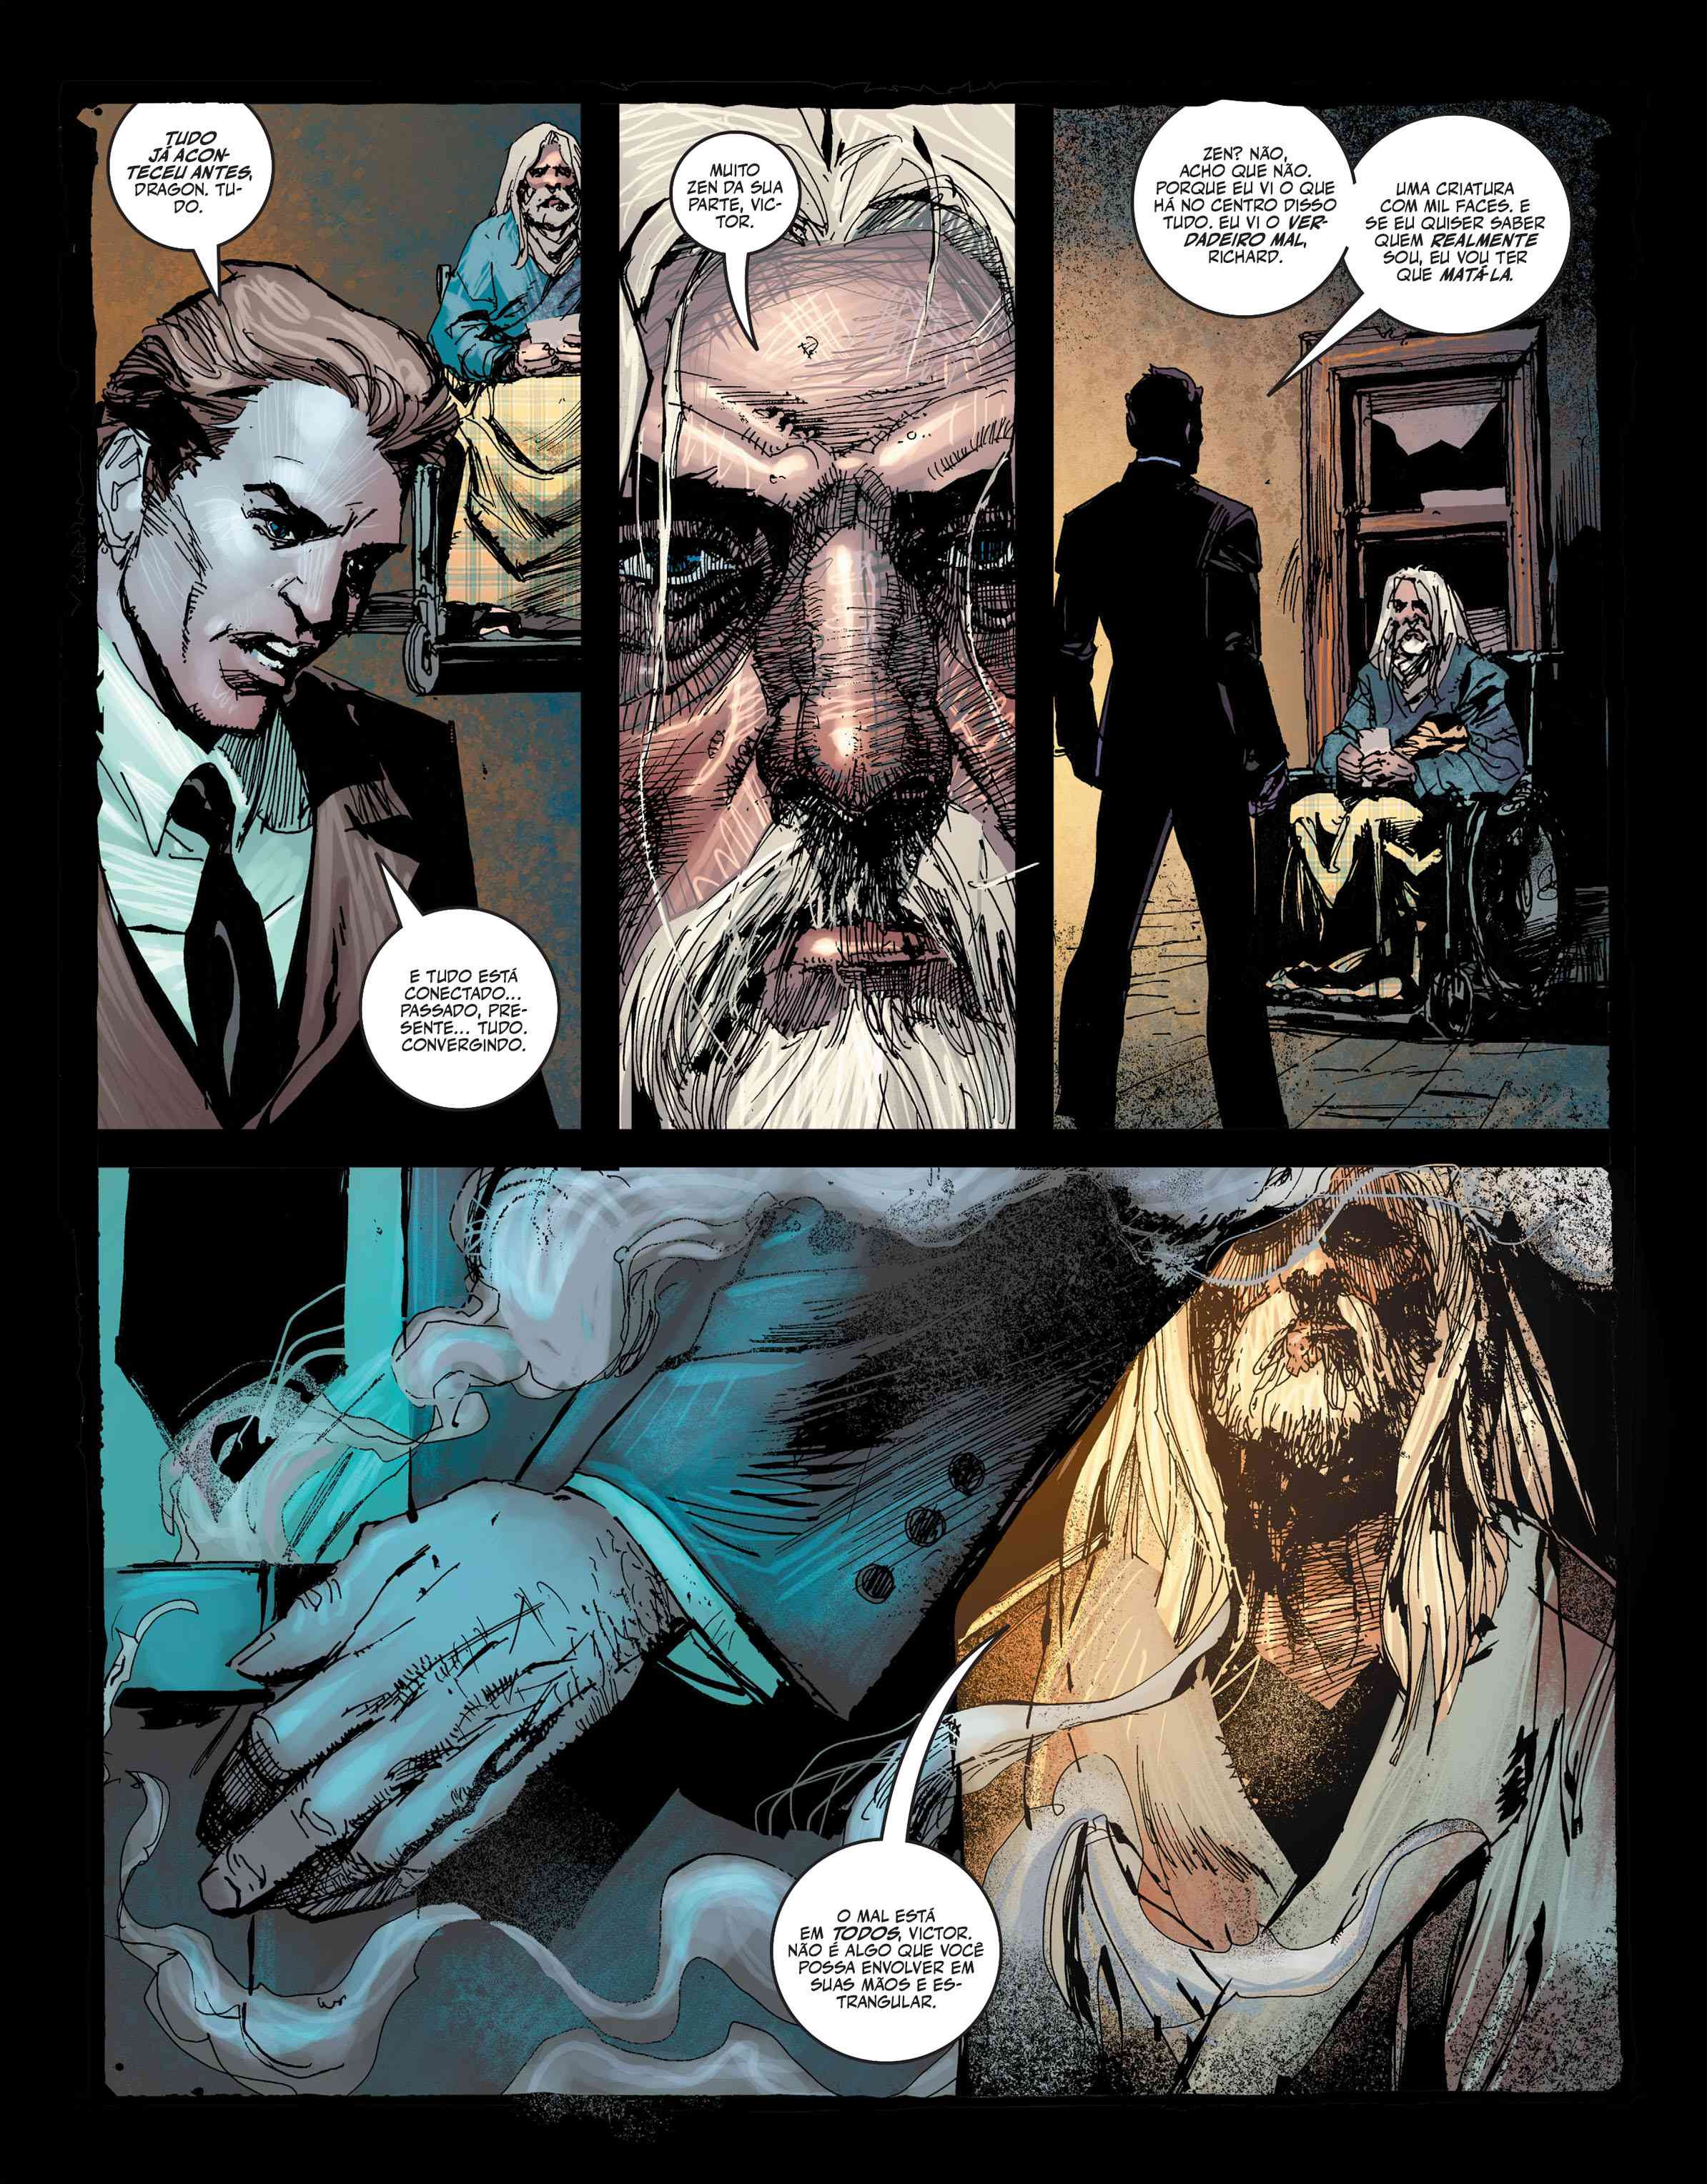 TUDO
JÁ ACON-
TECEU ANTES,
DRAGON. TU-
DO.
E TUDO ESTÁ
CONECTADO...
PASSADO, PRE-
SENTE... TUDO.
CONVERGINDO.
MUITO
ZEN DA SUA
PARTE, VIC-
TOR.
ZEN? NÃO,
ACHO QUE NÃO.
PORQUE EU VI O QUE
HÁ NO CENTRO DISSO
TUDO. EU VI O VER-
DADEIRO MAL,
RICHARD.
UMA CRIATURA
COM MIL FACES. E
SE EU QUISER SABER
QUEM REALMENTE
SOU, EU VOU TER
QUE MATÁ-LA.
O MAL ESTÁ
EM TODOS, VICTOR.
NÃO É ALGO QUE VOCÊ
POSSA ENVOLVER EM
SUAS MÃOS E ES-
TRANGULAR.